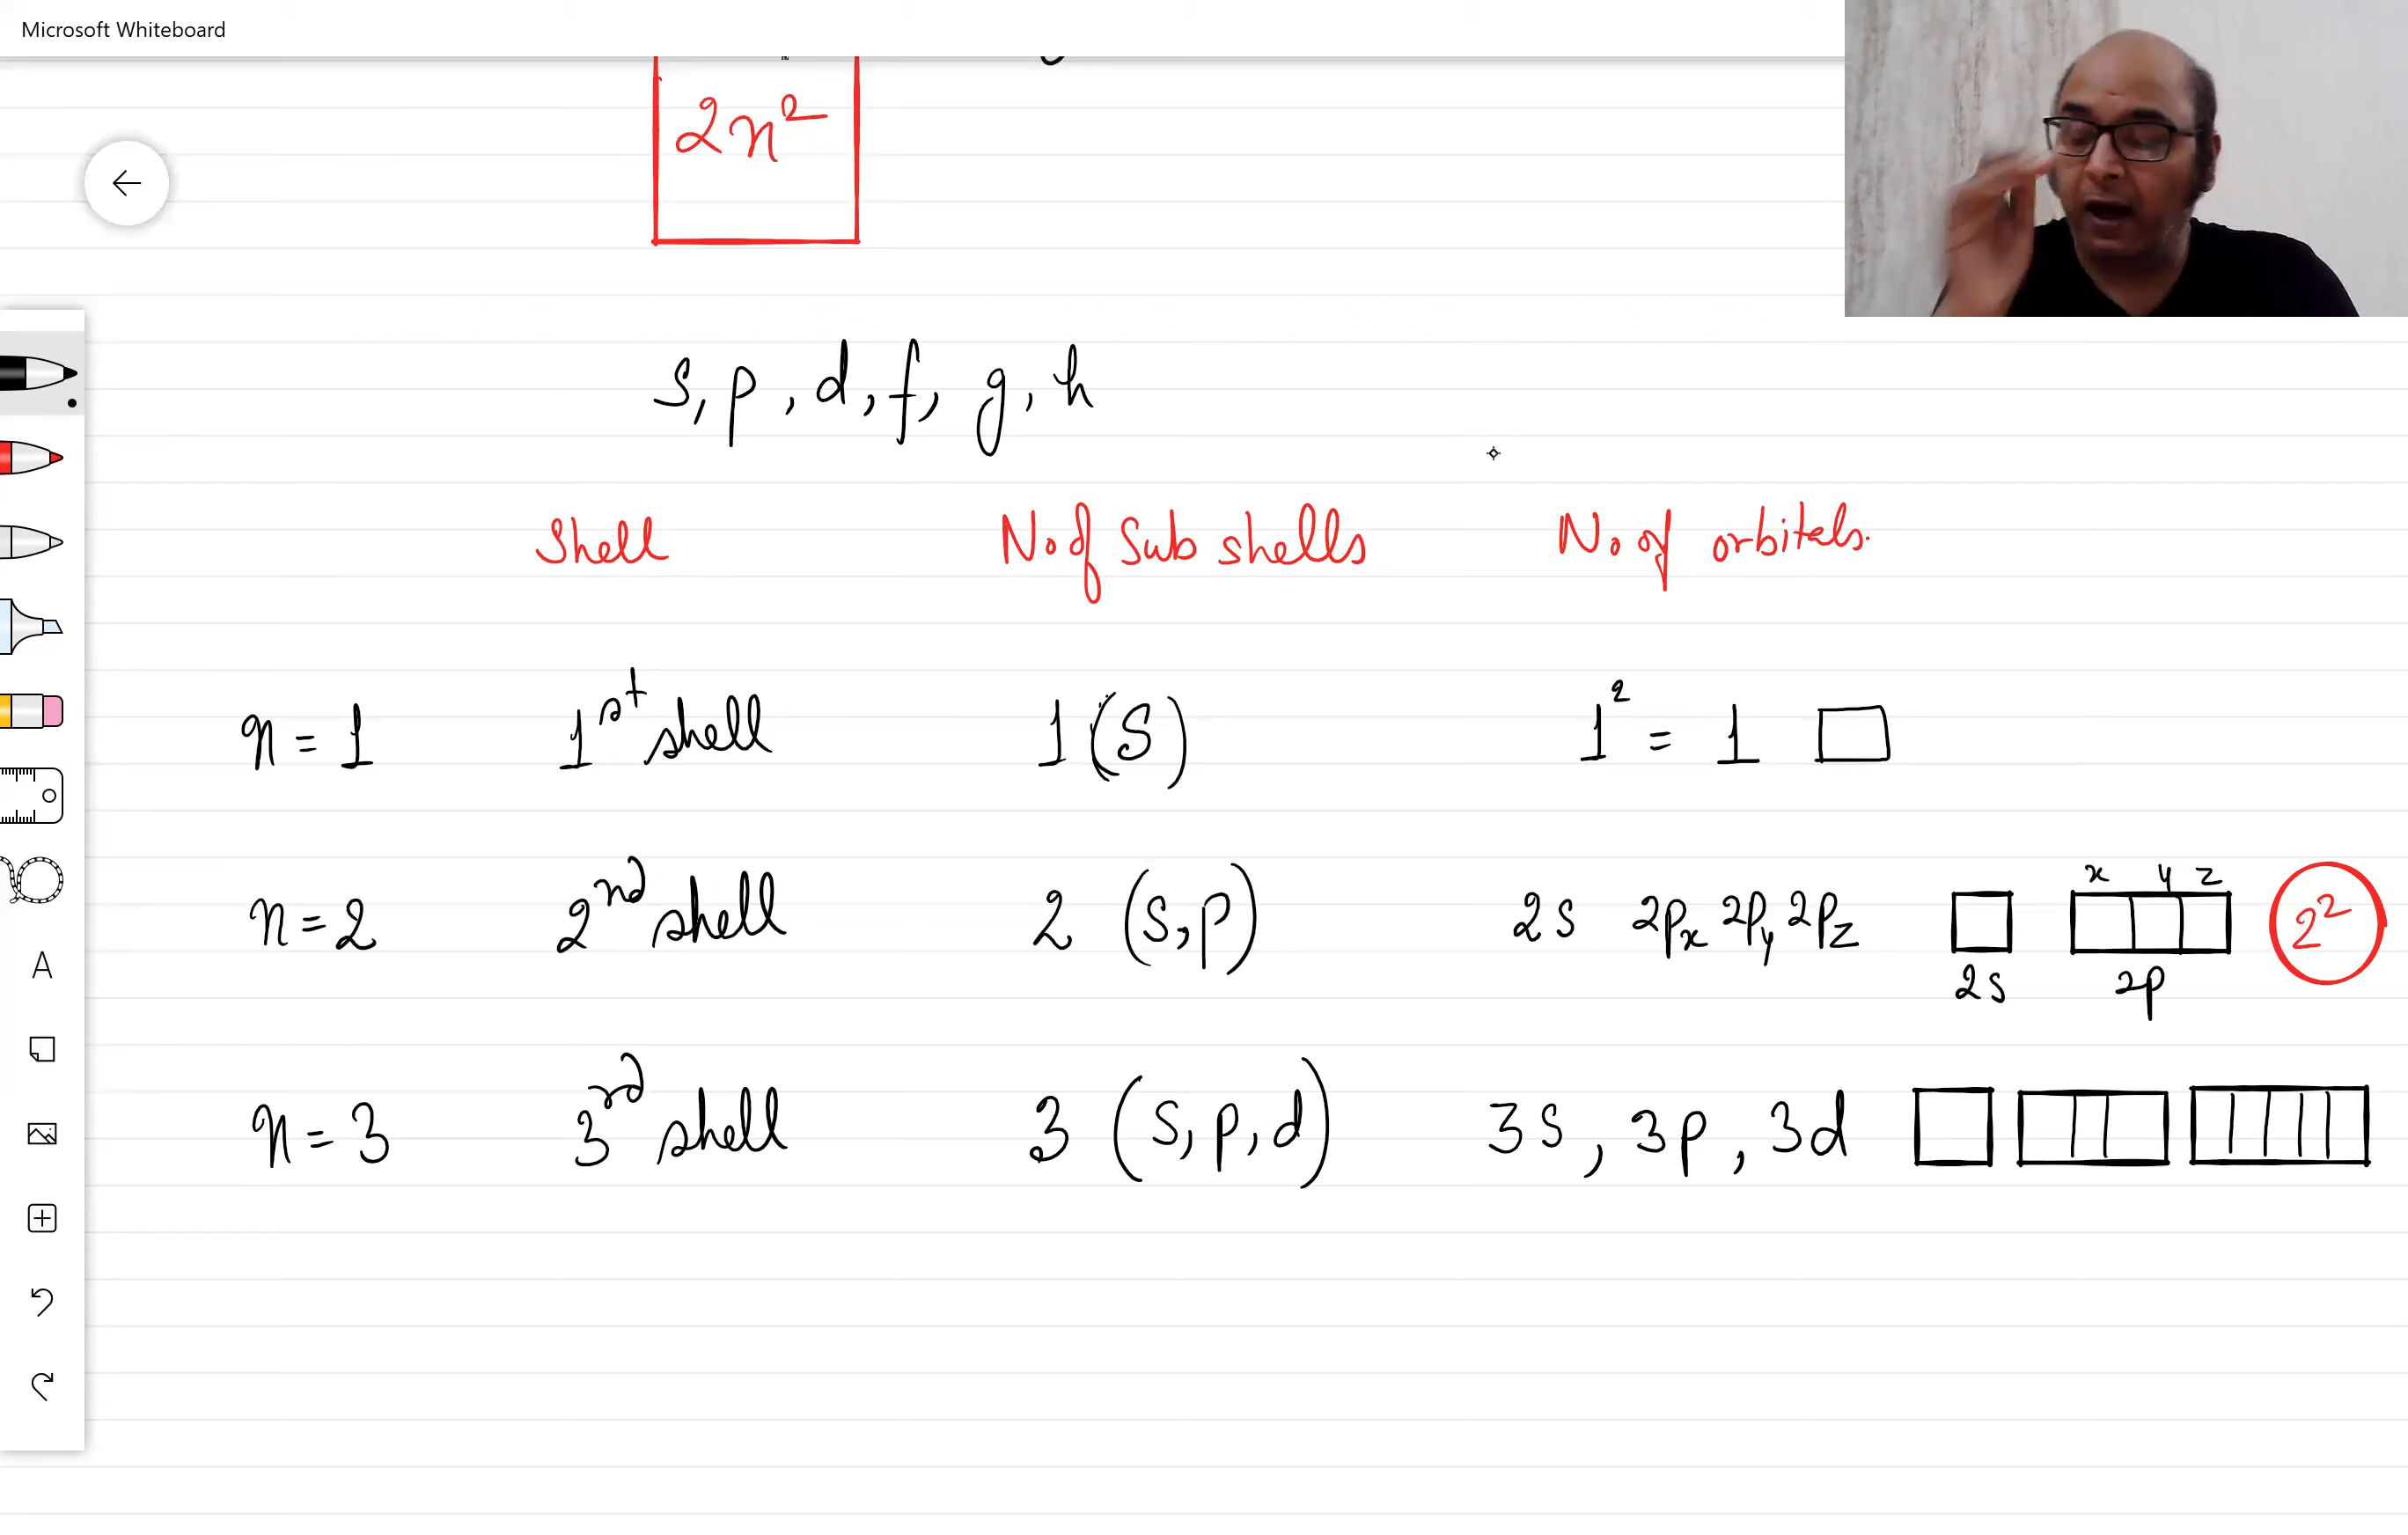 Microsoft Whiteboard
2n²
s, p, d, f, g, h
Shell No of Sub shells No of orbitals.
n = 1 1st shell 1 (S) 1² = 1
x y z
n = 2 2nd shell 2 (s,p) 2s 2px 2py 2pz 2²
2s 2p
n = 3 3rd shell 3 (s, p, d) 3s, 3p, 3d
A